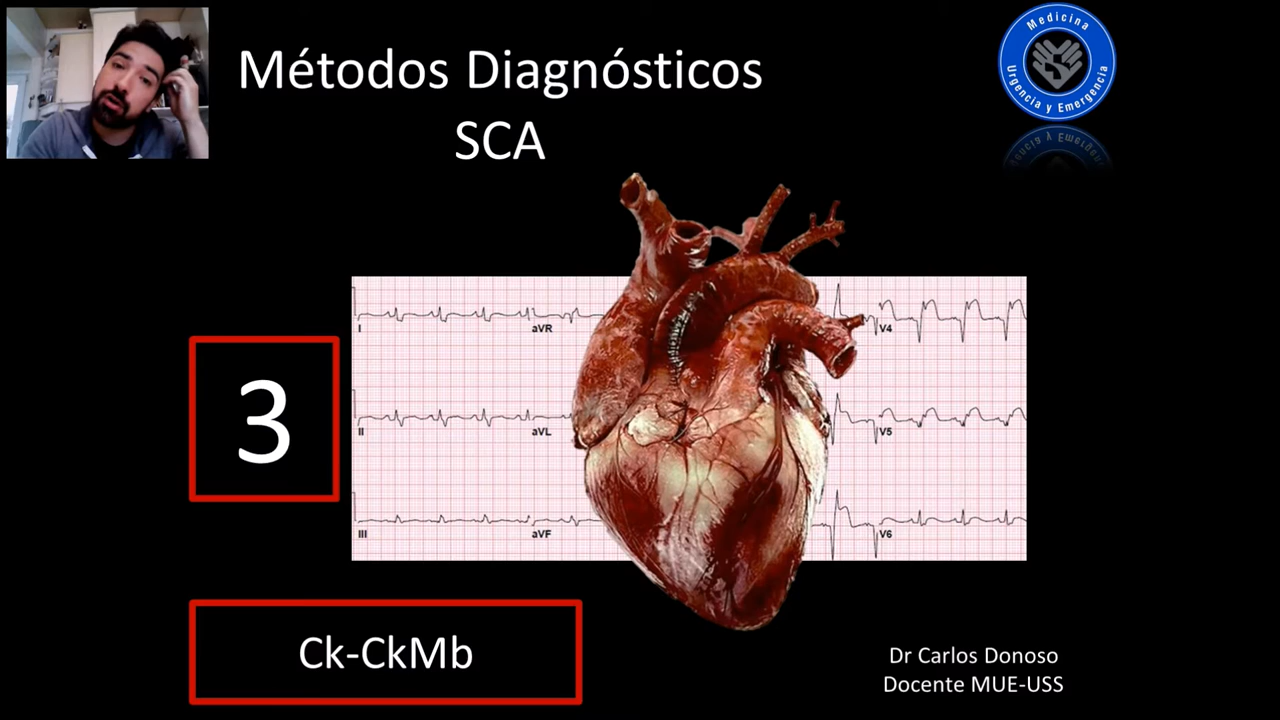 Métodos Diagnósticos
SCA
Medicina
Urgencia y Emergencia
I
aVR
V4
3
II
aVL
V5
III
aVF
V6
Ck-CkMb
Dr Carlos Donoso
Docente MUE-USS